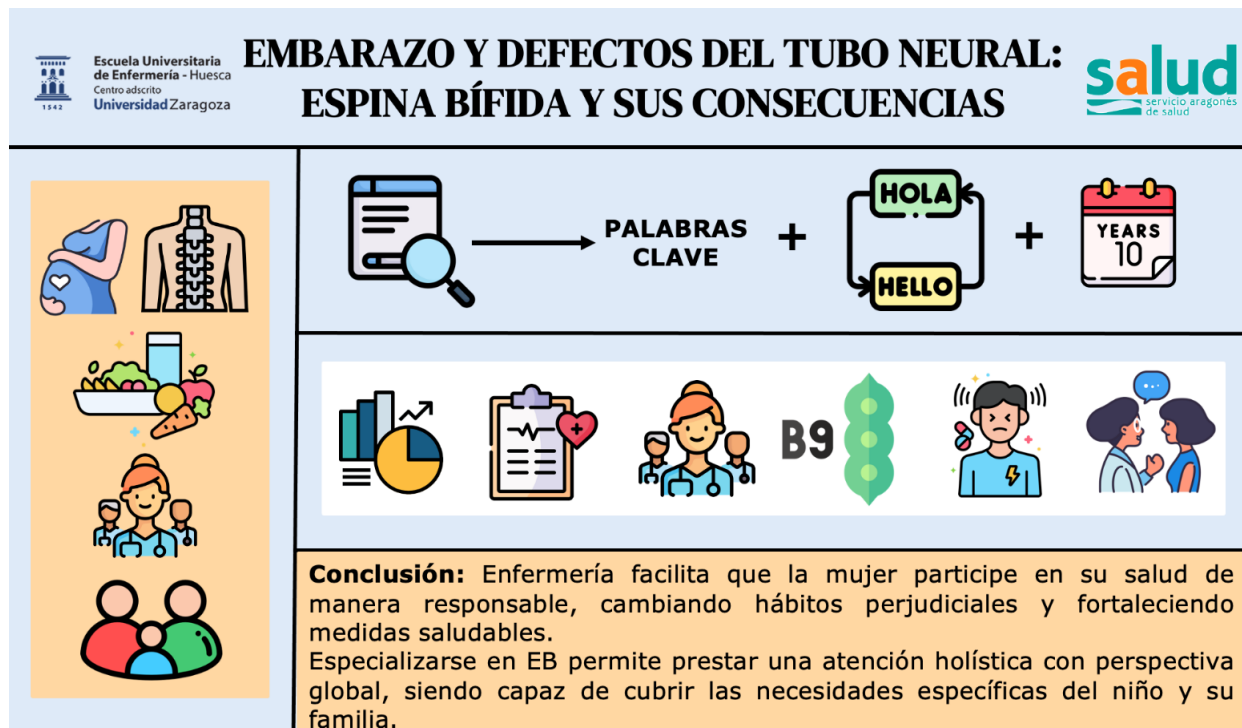 Escuela Universitaria
de Enfermería - Huesca
Centro adscrito
Universidad Zaragoza
1542
EMBARAZO Y DEFECTOS DEL TUBO NEURAL:
ESPINA BÍFIDA Y SUS CONSECUENCIAS
salud
servicio aragonés
de salud
PALABRAS
CLAVE
+
HOLA
HELLO
+
YEARS
10
B9
Conclusión: Enfermería facilita que la mujer participe en su salud de
manera responsable, cambiando hábitos perjudiciales y fortaleciendo
medidas saludables.
Especializarse en EB permite prestar una atención holística con perspectiva
global, siendo capaz de cubrir las necesidades específicas del niño y su
familia.